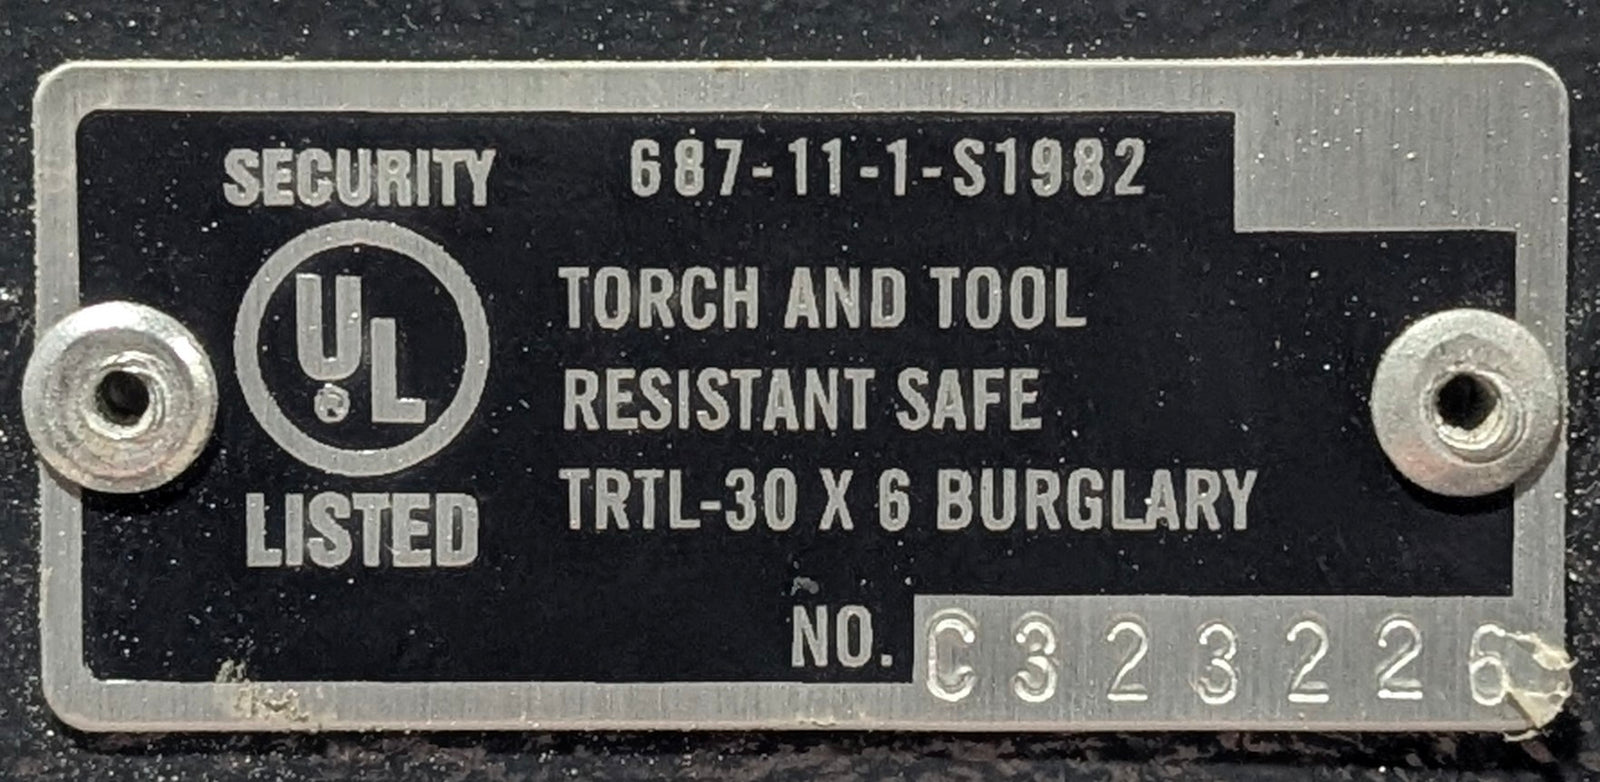 SECURITY
UL
®
LISTED
687-11-1-S1982
TORCH AND TOOL
RESISTANT SAFE
TRTL-30 X 6 BURGLARY
NO. C323226